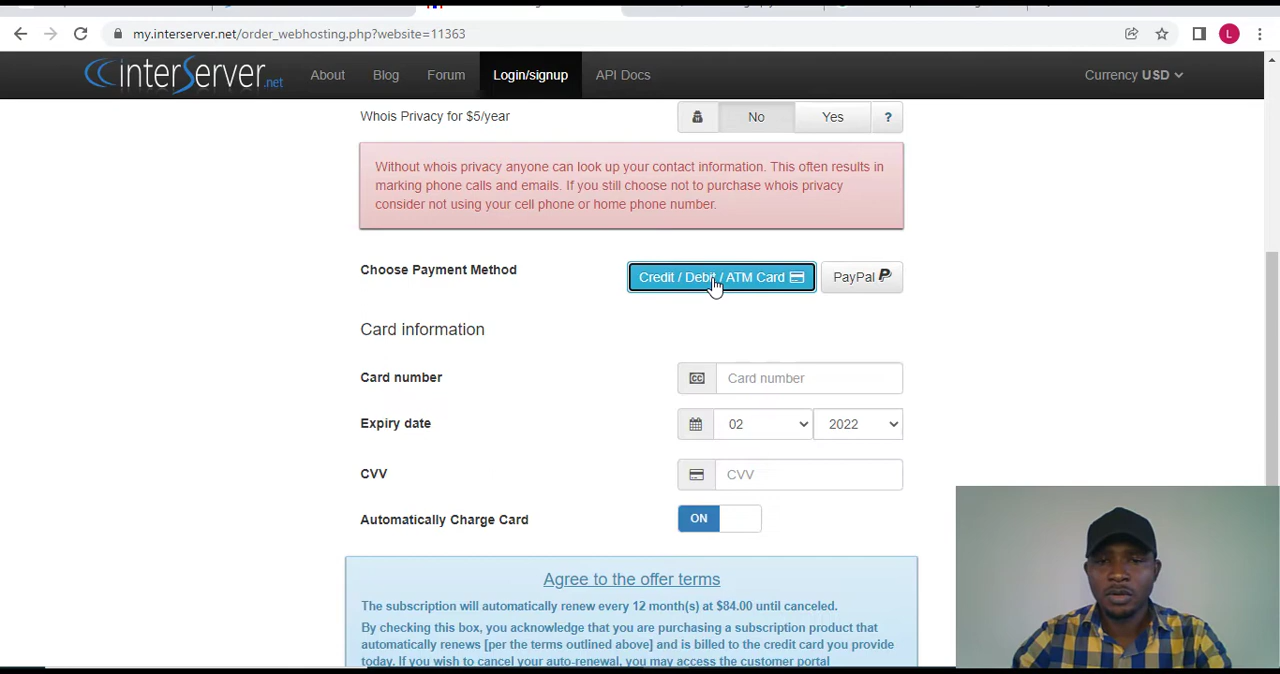 my.interserver.net/order_webhosting.php?website=11363
L
interServer.net About Blog Forum Login/signup API Docs Currency USD
Whois Privacy for $5/year No Yes ?
Without whois privacy anyone can look up your contact information. This often results in
marking phone calls and emails. If you still choose not to purchase whois privacy
consider not using your cell phone or home phone number.
Choose Payment Method Credit / Debit / ATM Card PayPal
Card information
Card number CC Card number
Expiry date 02 2022
CVV CVV
Automatically Charge Card ON
Agree to the offer terms
The subscription will automatically renew every 12 month(s) at $84.00 until canceled.
By checking this box, you acknowledge that you are purchasing a subscription product that
automatically renews [per the terms outlined above] and is billed to the credit card you provide
today. If you wish to cancel your auto-renewal, you may access the customer portal